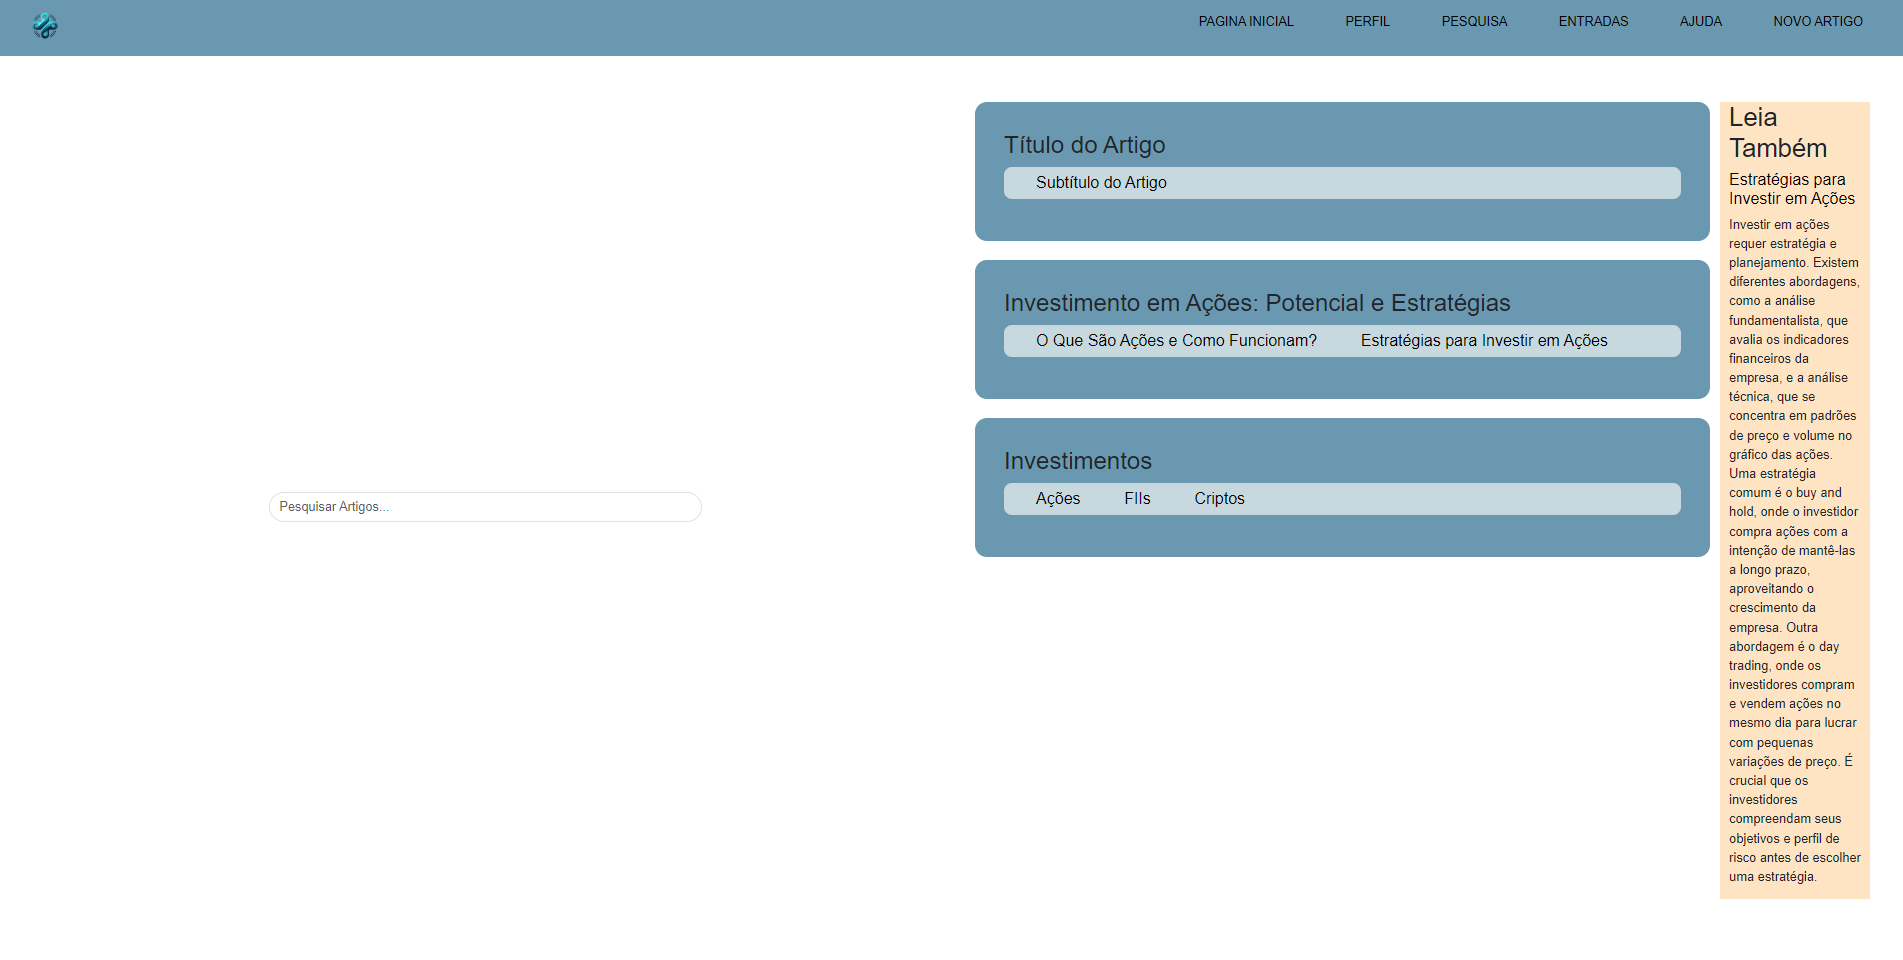 PAGINA INICIAL PERFIL PESQUISA ENTRADAS AJUDA NOVO ARTIGO
Pesquisar Artigos...
Título do Artigo
Subtítulo do Artigo
Investimento em Ações: Potencial e Estratégias
O Que São Ações e Como Funcionam? Estratégias para Investir em Ações
Investimentos
Ações FIIs Criptos
Leia
Também
Estratégias para
Investir em Ações
Investir em ações
requer estratégia e
planejamento. Existem
diferentes abordagens,
como a análise
fundamentalista, que
avalia os indicadores
financeiros da
empresa, e a análise
técnica, que se
concentra em padrões
de preço e volume no
gráfico das ações.
Uma estratégia
comum é o buy and
hold, onde o investidor
compra ações com a
intenção de mantê-las
a longo prazo,
aproveitando o
crescimento da
empresa. Outra
abordagem é o day
trading, onde os
investidores compram
e vendem ações no
mesmo dia para lucrar
com pequenas
variações de preço. É
crucial que os
investidores
compreendam seus
objetivos e perfil de
risco antes de escolher
uma estratégia.